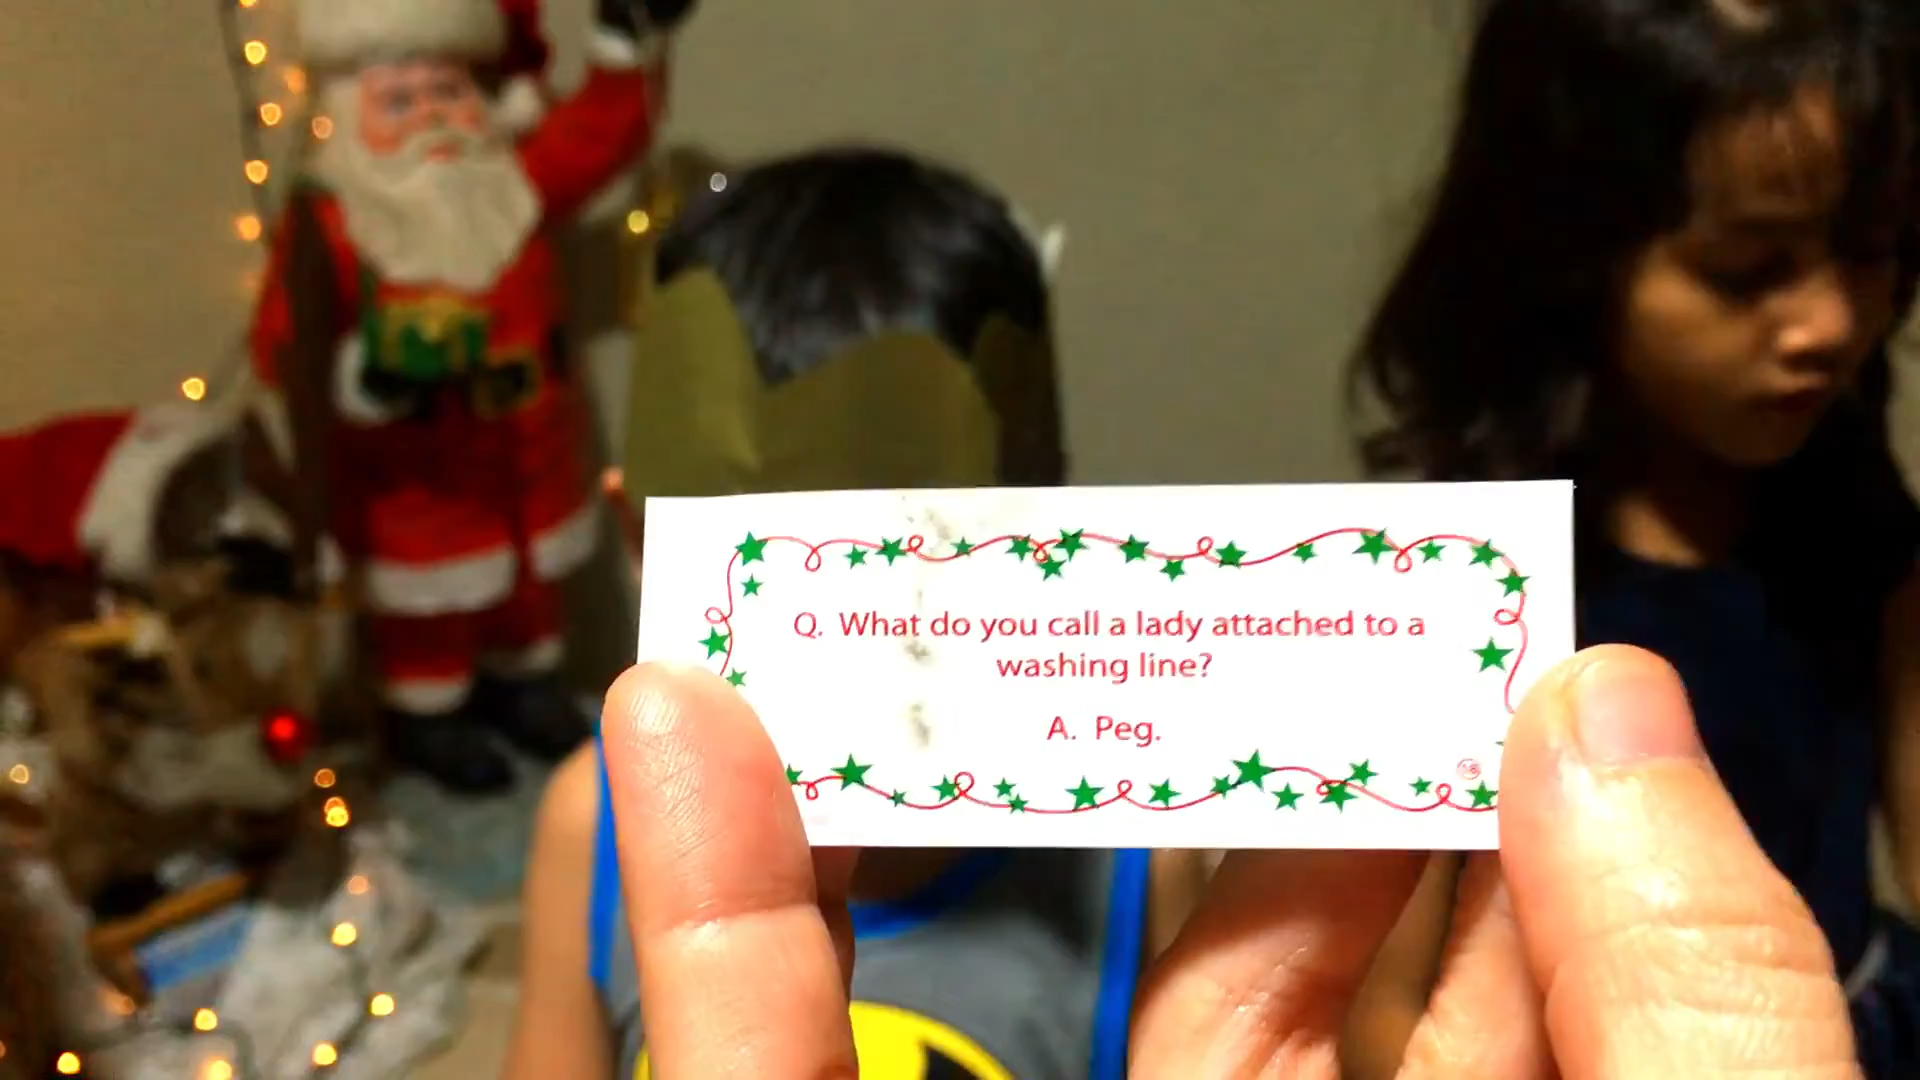 Q. What do you call a lady attached to a
washing line?
A. Peg.